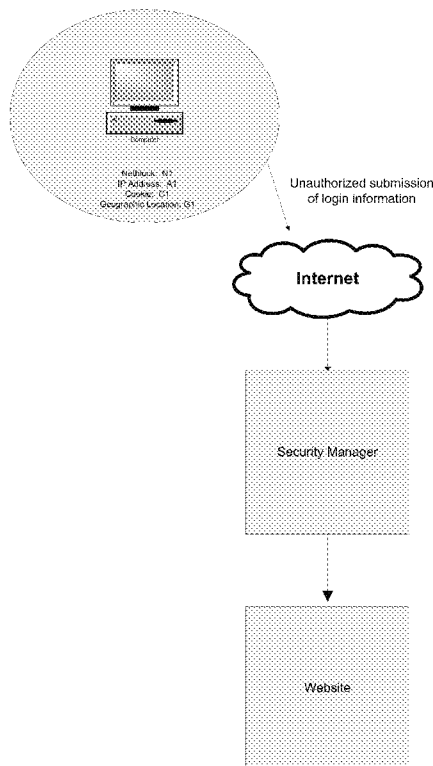 Computer
Netblock: N1
IP Address: A1
Cookie: C1
Geographic Location: G1
Unauthorized submission
of login information
Internet
Security Manager
Website